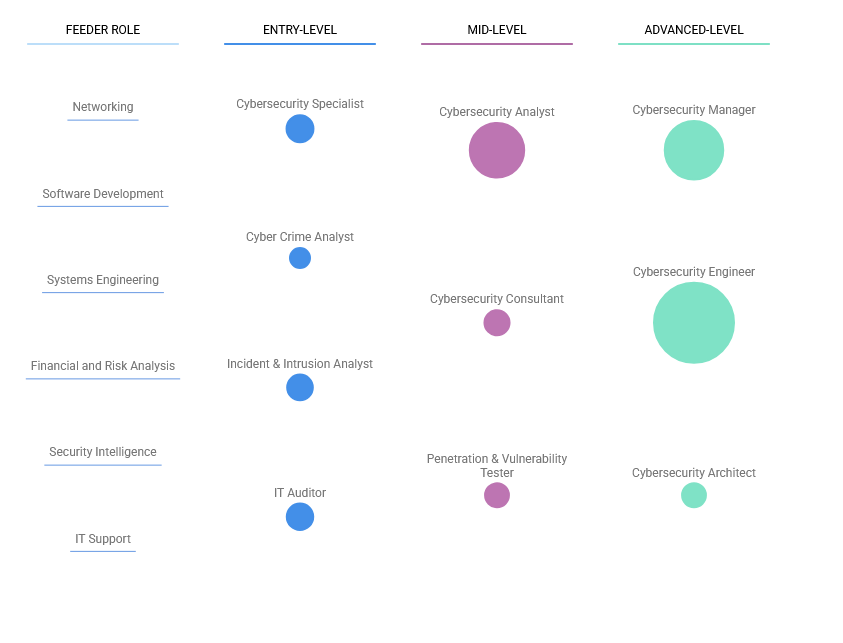 FEEDER ROLE
ENTRY-LEVEL
MID-LEVEL
ADVANCED-LEVEL
Networking
Software Development
Systems Engineering
Financial and Risk Analysis
Security Intelligence
IT Support
Cybersecurity Specialist
Cyber Crime Analyst
Incident & Intrusion Analyst
IT Auditor
Cybersecurity Analyst
Cybersecurity Consultant
Penetration & Vulnerability
Tester
Cybersecurity Manager
Cybersecurity Engineer
Cybersecurity Architect